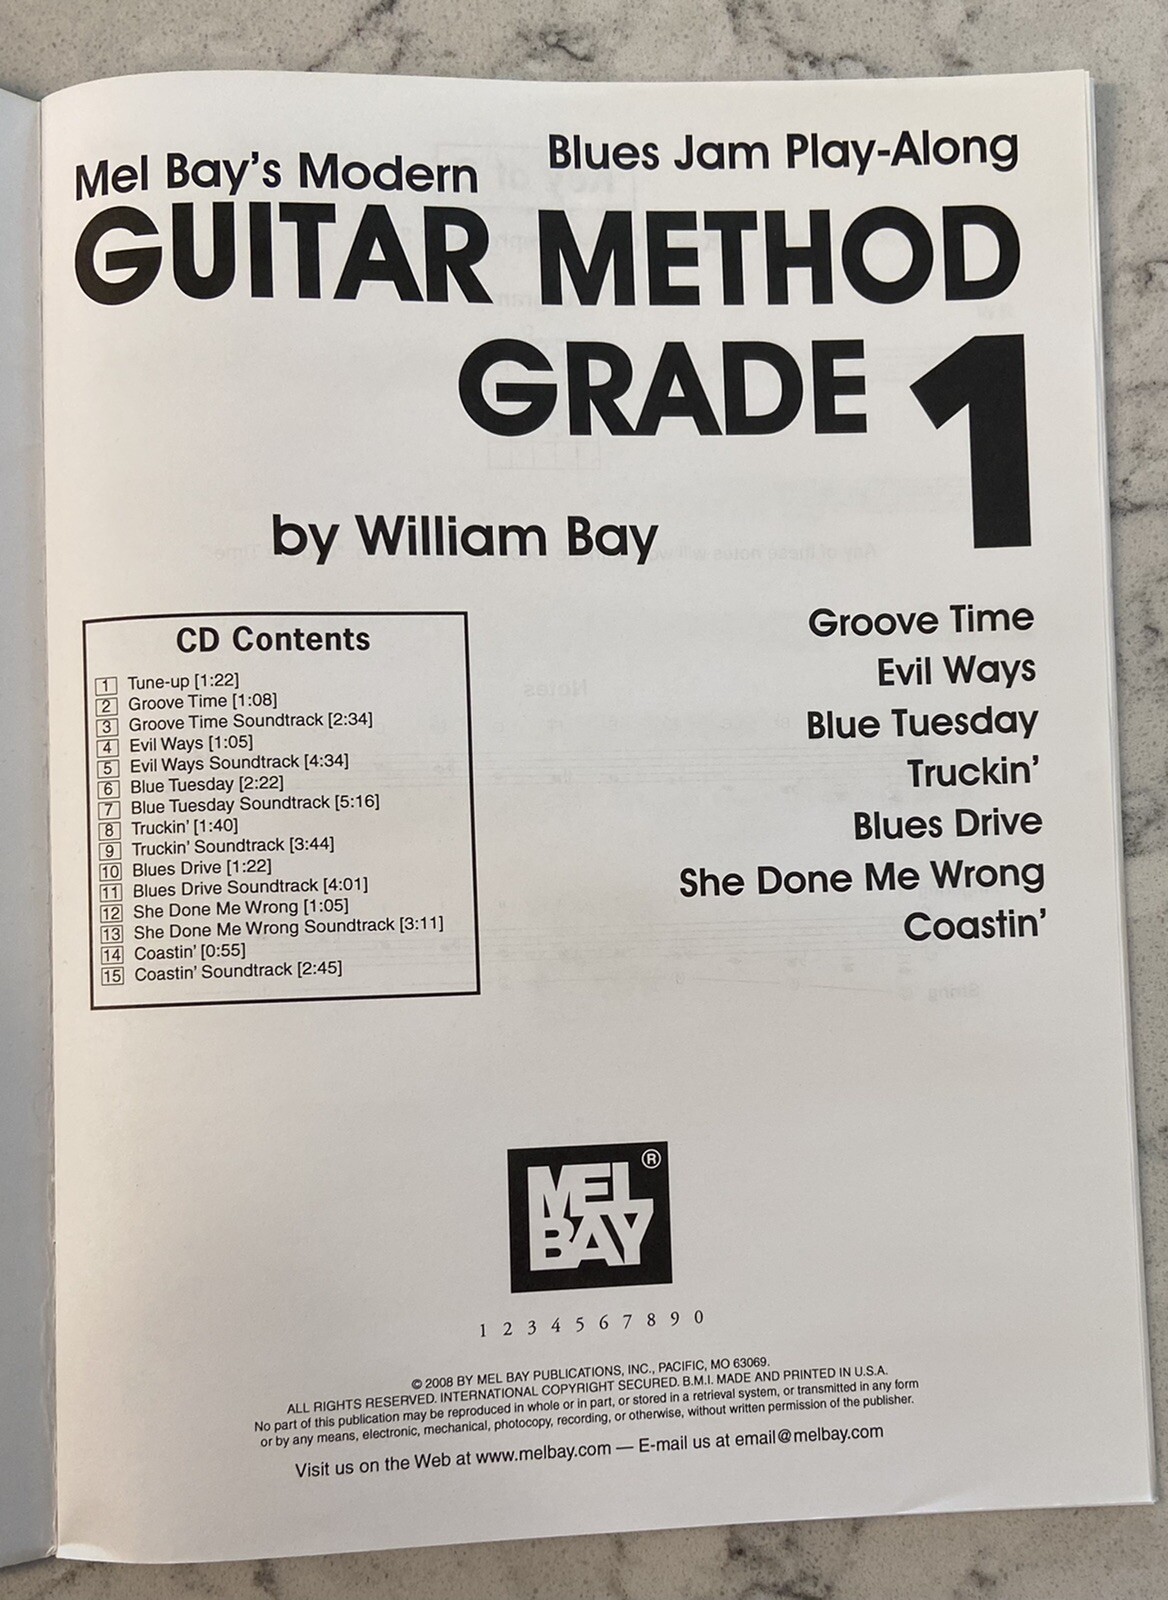 Mel Bay's Modern
Blues Jam Play-Along
GUITAR METHOD
GRADE 1
by William Bay
CD Contents
1 Tune-up [1:22]
2 Groove Time [1:08]
3 Groove Time Soundtrack [2:34]
4 Evil Ways [1:05]
5 Evil Ways Soundtrack [4:34]
6 Blue Tuesday [2:22]
7 Blue Tuesday Soundtrack [5:16]
8 Truckin' [1:40]
9 Truckin' Soundtrack [3:44]
10 Blues Drive [1:22]
11 Blues Drive Soundtrack [4:01]
12 She Done Me Wrong [1:05]
13 She Done Me Wrong Soundtrack [3:11]
14 Coastin' [0:55]
15 Coastin' Soundtrack [2:45]
Groove Time
Evil Ways
Blue Tuesday
Truckin'
Blues Drive
She Done Me Wrong
Coastin'
MEL ®
BAY
1 2 3 4 5 6 7 8 9 0
© 2008 BY MEL BAY PUBLICATIONS, INC., PACIFIC, MO 63069.
ALL RIGHTS RESERVED. INTERNATIONAL COPYRIGHT SECURED. B.M.I. MADE AND PRINTED IN U.S.A.
No part of this publication may be reproduced in whole or in part, or stored in a retrieval system, or transmitted in any form
or by any means, electronic, mechanical, photocopy, recording, or otherwise, without written permission of the publisher.
Visit us on the Web at www.melbay.com — E-mail us at email@melbay.com